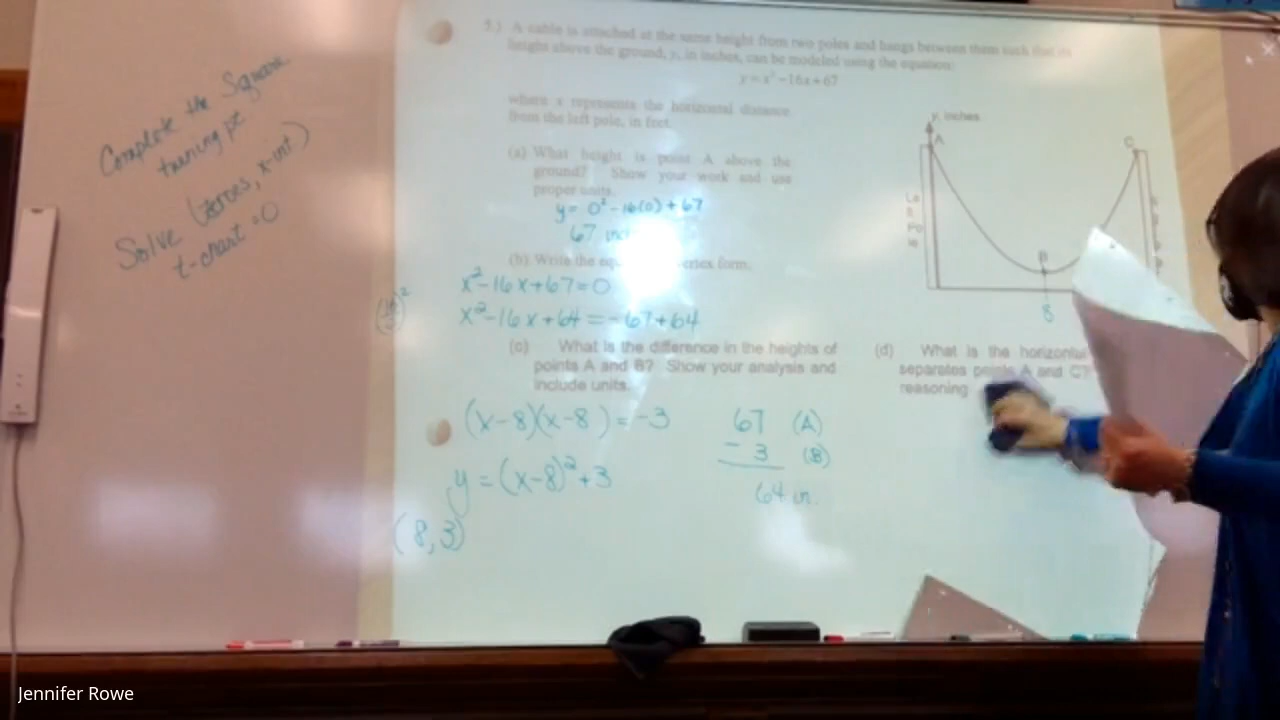 Complete the Square
turning pt
Solve (zeroes, x-int)
t-chart =0
5.) A cable is attached at the same height from two poles and hangs between them such that its
height above the ground, y, in inches, can be modeled using the equation:
y = x² - 16x + 67
where x represents the horizontal distance
from the left pole, in feet.
(a) What height is point A above the
ground? Show your work and use
proper units.
y = 0² - 16(0) + 67
67
(b) Write the vertex form.
x² - 16x + 67 = 0
x² - 16x + 64 = -67 + 64
(c) What is the difference in the heights of
points A and B? Show your analysis and
include units.
(x-8)(x-8) = -3
y = (x-8)² + 3
(8,3)
67 (A)
- 3 (B)
64 in.
y, inches
A
C
B
8
(d) What is the horizontal
separates points A and C?
reasoning
Jennifer Rowe